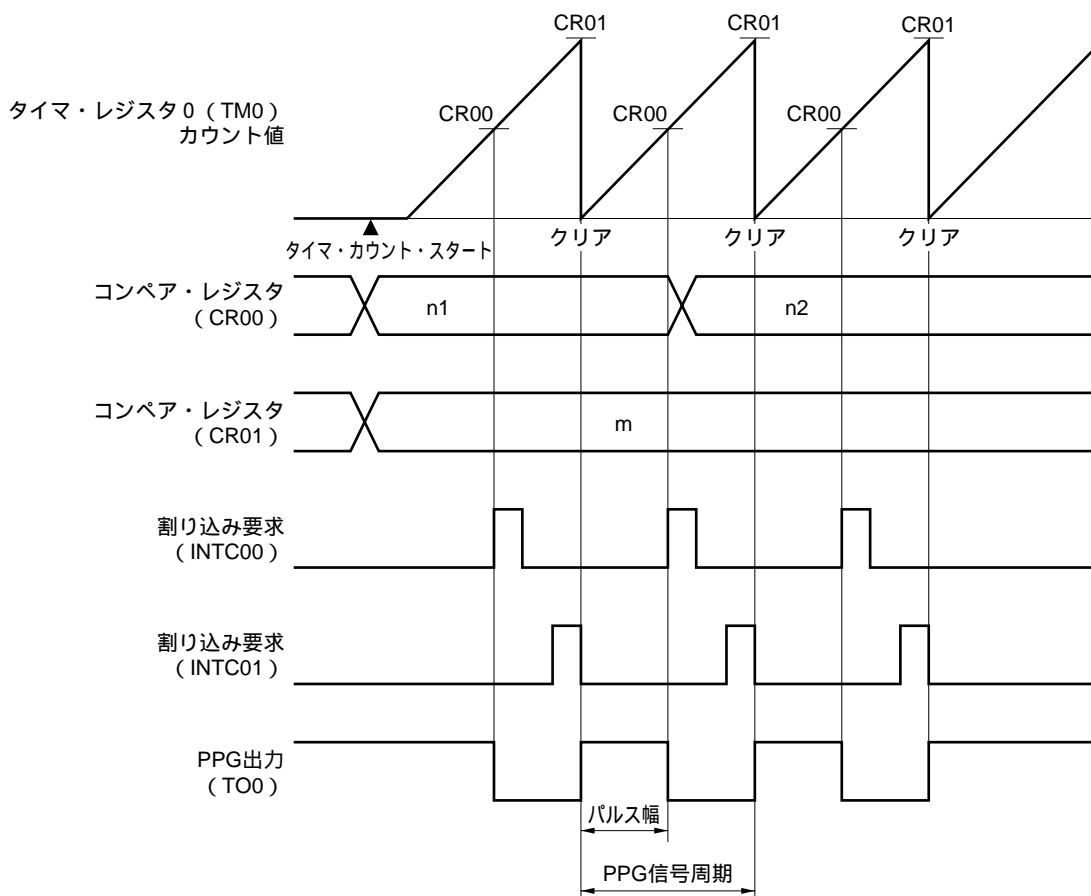 CR01 CR01 CR01
タイマ・レジスタ0(TM0)
カウント値
CR00 CR00 CR00
クリア クリア クリア
タイマ・カウント・スタート
コンペア・レジスタ
(CR00)
n1 n2
コンペア・レジスタ
(CR01)
m
割り込み要求
(INTC00)
割り込み要求
(INTC01)
PPG出力
(TO0)
パルス幅
PPG信号周期